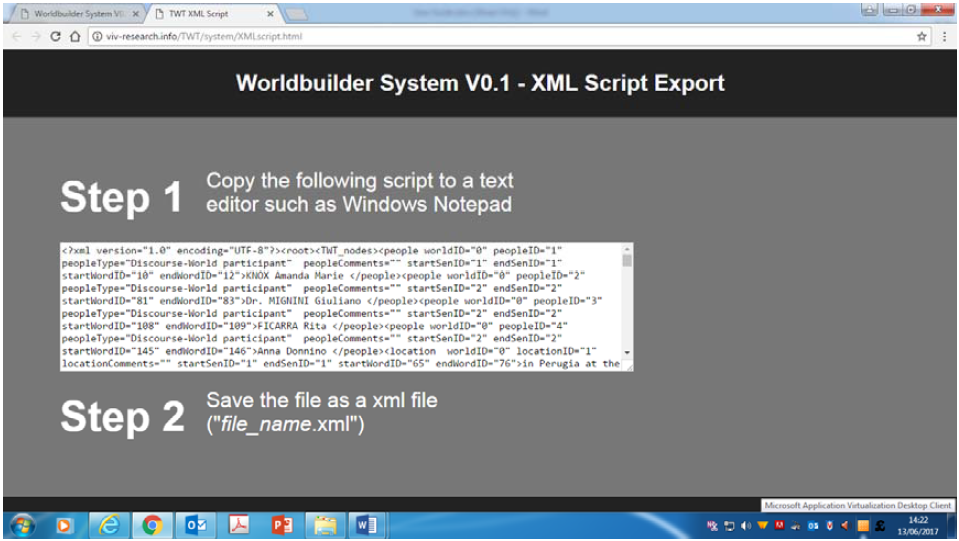 Worldbuilder System V0.
TWT XML Script
viv-research.info/TWT/system/XMLscript.html
Worldbuilder System V0.1 - XML Script Export
Step 1
Copy the following script to a text
editor such as Windows Notepad
<?xml version="1.0" encoding="UTF-8"?><root><TWT_nodes><people worldID="0" peopleID="1"
peopleType="Discourse-World participant" peopleComments="" startSenID="1" endSenID="1"
startWordID="10" endWordID="12">KNOX Amanda Marie </people><people worldID="0" peopleID="2"
peopleType="Discourse-World participant" peopleComments="" startSenID="2" endSenID="2"
startWordID="81" endWordID="83">Dr. MIGNINI Giuliano </people><people worldID="0" peopleID="3"
peopleType="Discourse-World participant" peopleComments="" startSenID="2" endSenID="2"
startWordID="108" endWordID="109">FICARRA Rita </people><people worldID="0" peopleID="4"
peopleType="Discourse-World participant" peopleComments="" startSenID="2" endSenID="2"
startWordID="145" endWordID="146">Anna Donnino </people><location worldID="0" locationID="1"
locationComments="" startSenID="1" endSenID="1" startWordID="65" endWordID="76">in Perugia at the
Step 2
Save the file as a xml file
("file_name.xml")
Microsoft Application Virtualization Desktop Client
14:22
13/06/2017